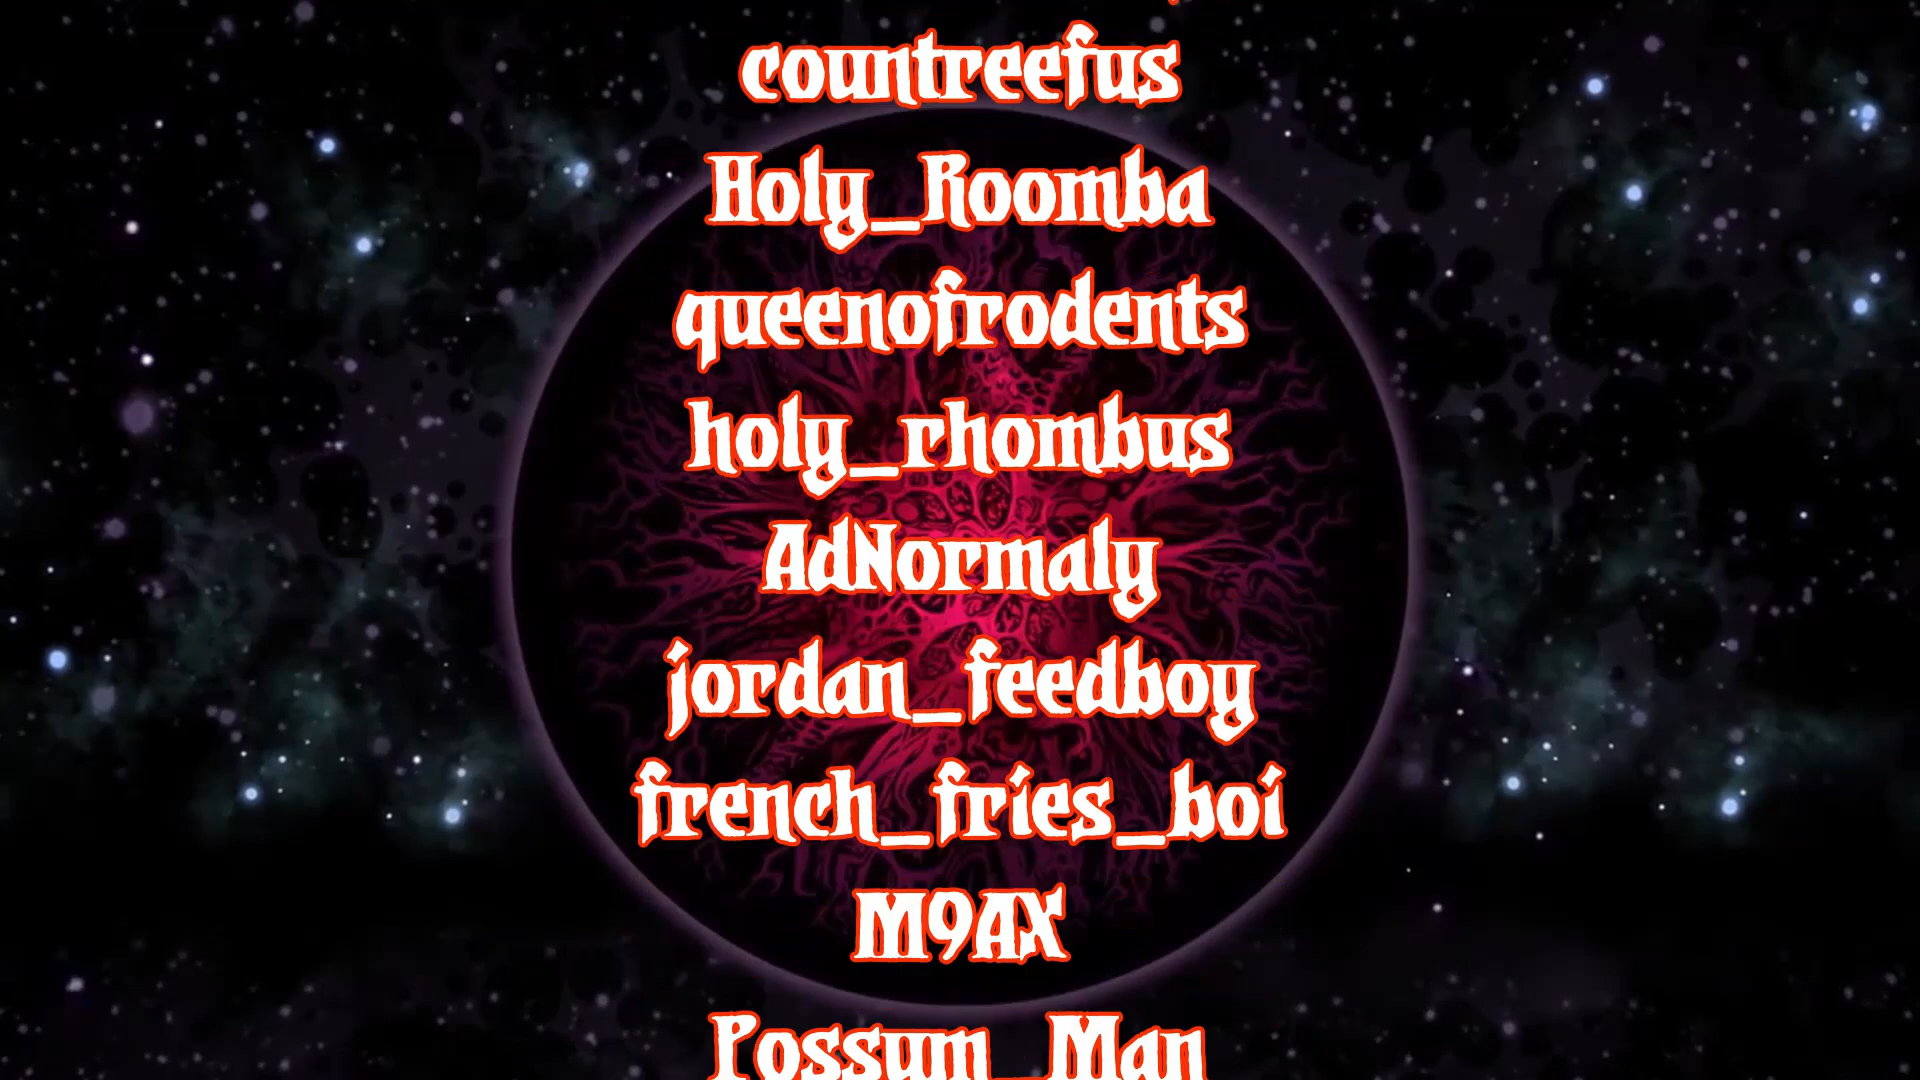 countreefus
Holy_Roomba
queenofrodents
holy_rhombus
AdNormaly
jordan_feedboy
french_fries_boi
M9AX
Possum_Man